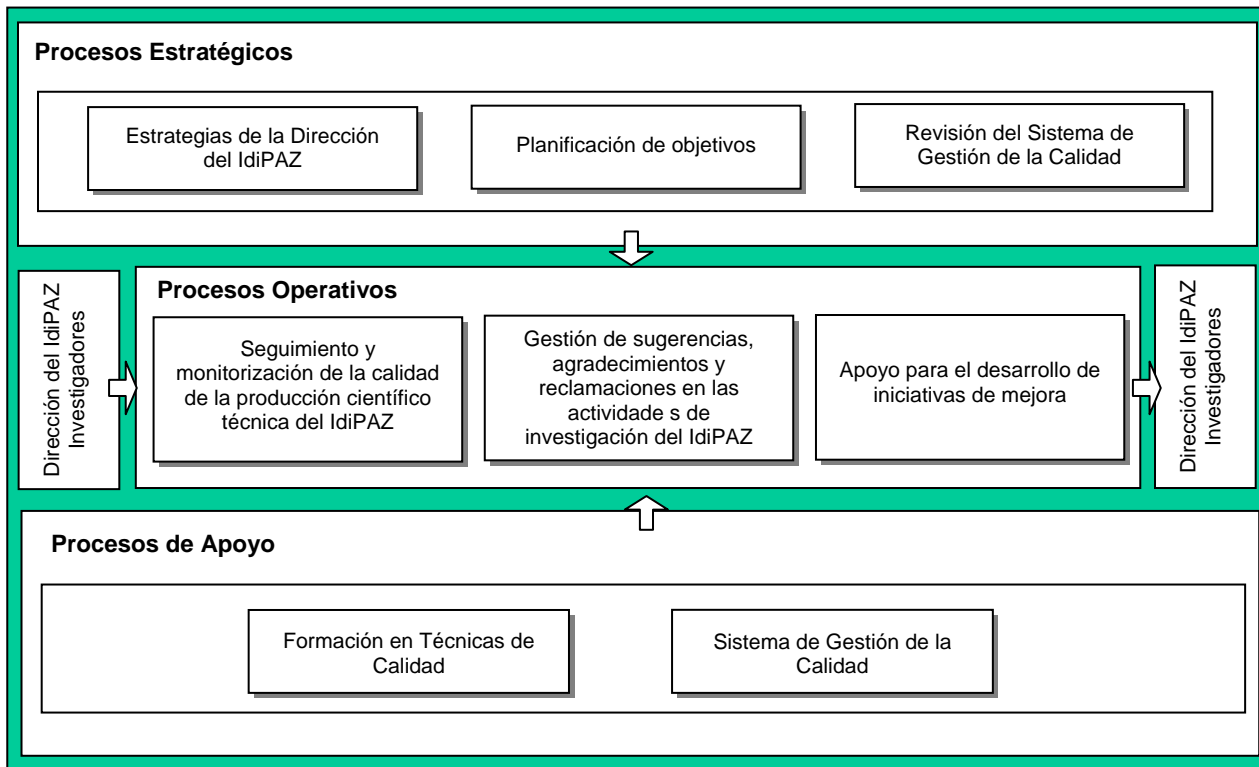 Procesos Estratégicos
Estrategias de la Dirección
del IdiPAZ
Planificación de objetivos
Revisión del Sistema de
Gestión de la Calidad
Dirección del IdiPAZ
Investigadores
Procesos Operativos
Seguimiento y
monitorización de la calidad
de la producción científico
técnica del IdiPAZ
Gestión de sugerencias,
agradecimientos y
reclamaciones en las
actividade s de
investigación del IdiPAZ
Apoyo para el desarrollo de
iniciativas de mejora
Dirección del IdiPAZ
Investigadores
Procesos de Apoyo
Formación en Técnicas de
Calidad
Sistema de Gestión de la
Calidad